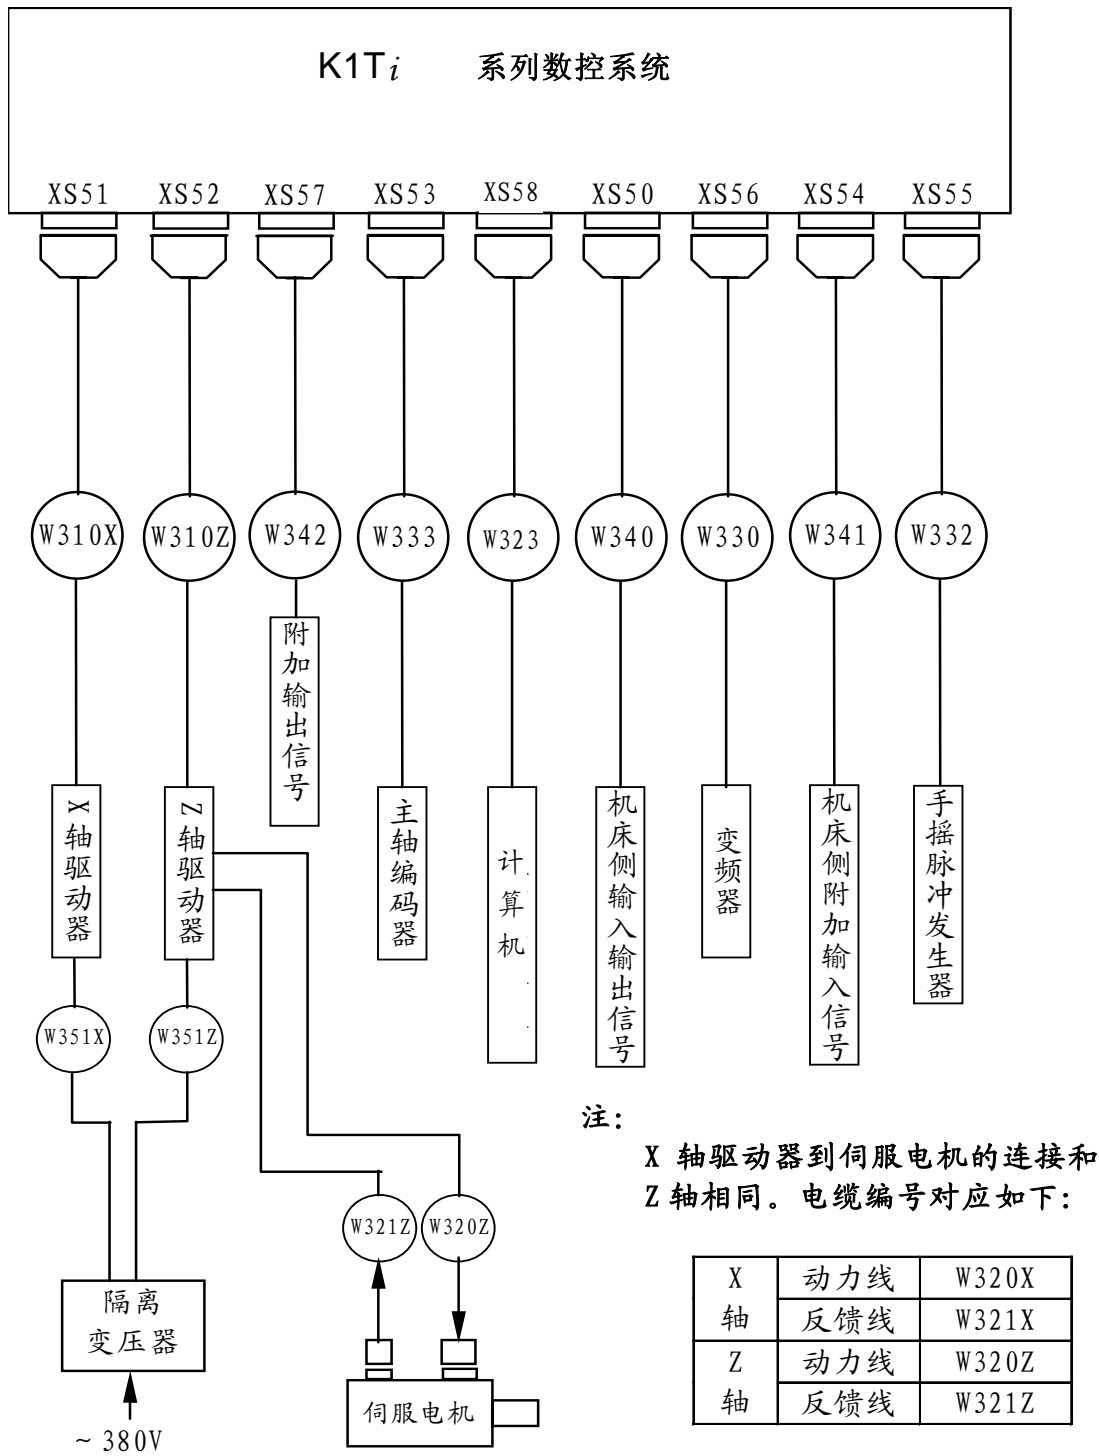 K1Ti 系列数控系统
XS51 XS52 XS57 XS53 XS58 XS50 XS56 XS54 XS55
W310X W310Z W342 W333 W323 W340 W330 W341 W332
附加输出信号
X轴驱动器
Z轴驱动器
主轴编码器
计算机
机床侧输入输出信号
变频器
机床侧附加输入信号
手摇脉冲发生器
W351X W351Z
注：
X 轴驱动器到伺服电机的连接和
Z 轴相同。电缆编号对应如下：
W321Z W320Z
隔离
变压器
~380V
伺服电机
X轴 动力线 W320X
反馈线 W321X
Z轴 动力线 W320Z
反馈线 W321Z